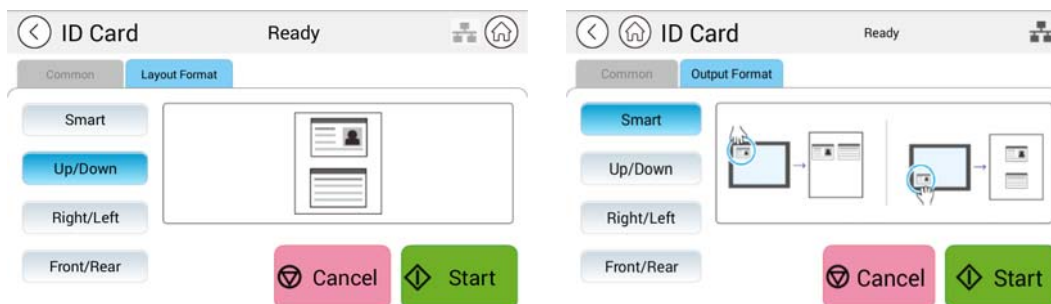 ID Card
Ready
Common
Layout Format
Smart
Up/Down
Right/Left
Front/Rear
Cancel
Start
ID Card
Ready
Common
Output Format
Smart
Up/Down
Right/Left
Front/Rear
Cancel
Start